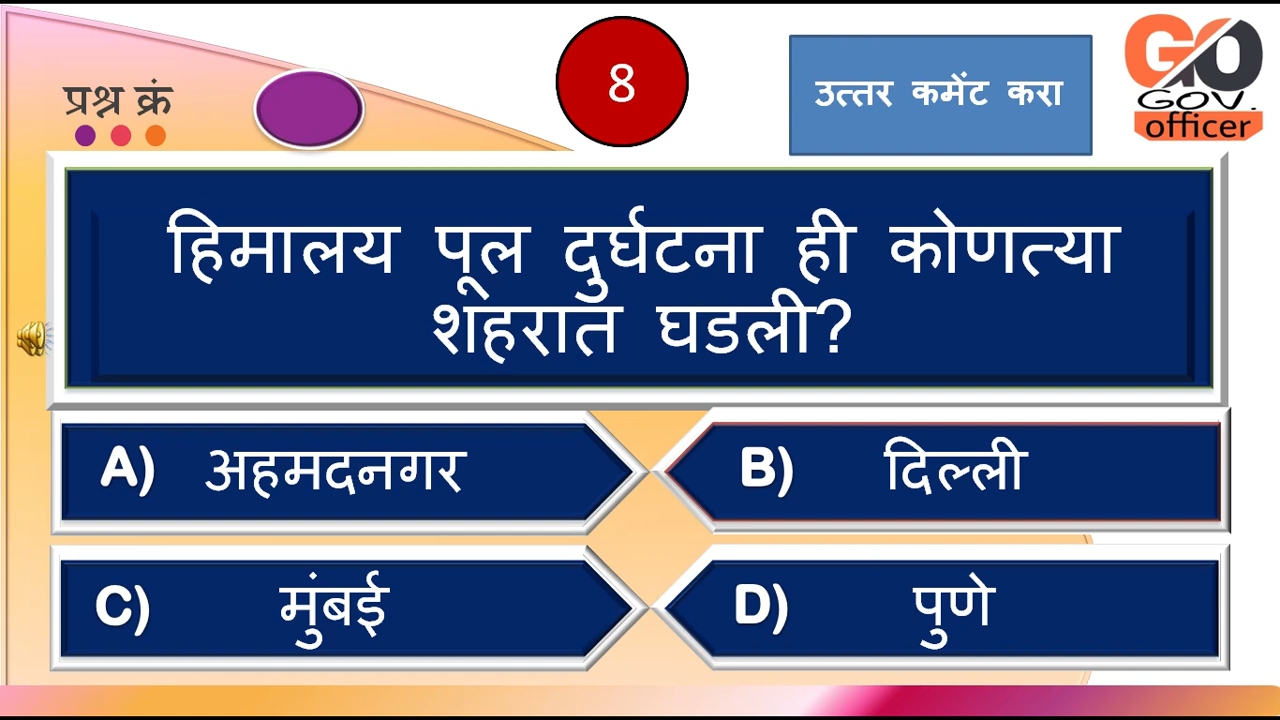 प्रश्न क्रं
8
उत्तर कमेंट करा
GO
GOV.
officer
हिमालय पूल दुर्घटना ही कोणत्या
शहरात घडली?
A) अहमदनगर
B) दिल्ली
C) मुंबई
D) पुणे